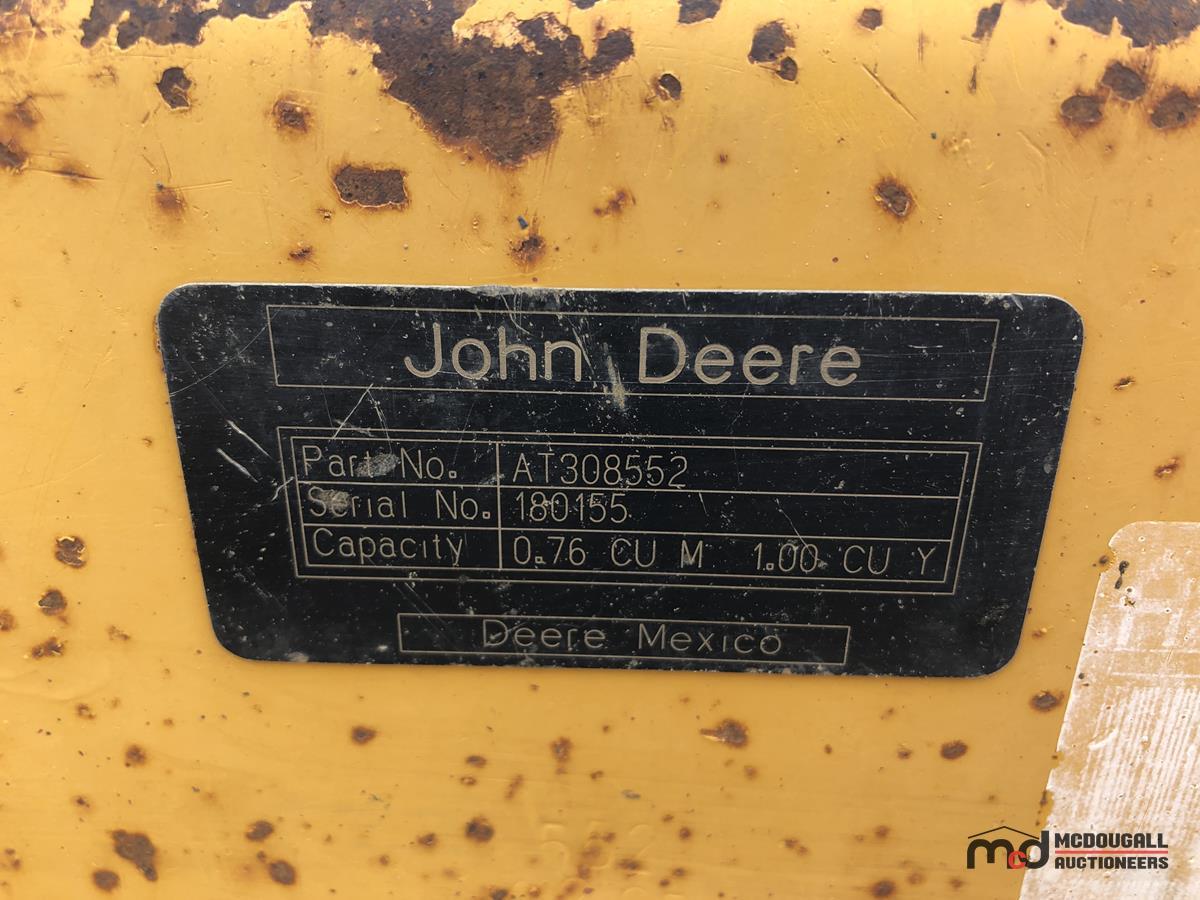 John Deere
Part No. AT308552
Serial No. 180155
Capacity 0.76 CU M 1.00 CU Y
Deere Mexico
mcd MCDOUGALL
AUCTIONEERS